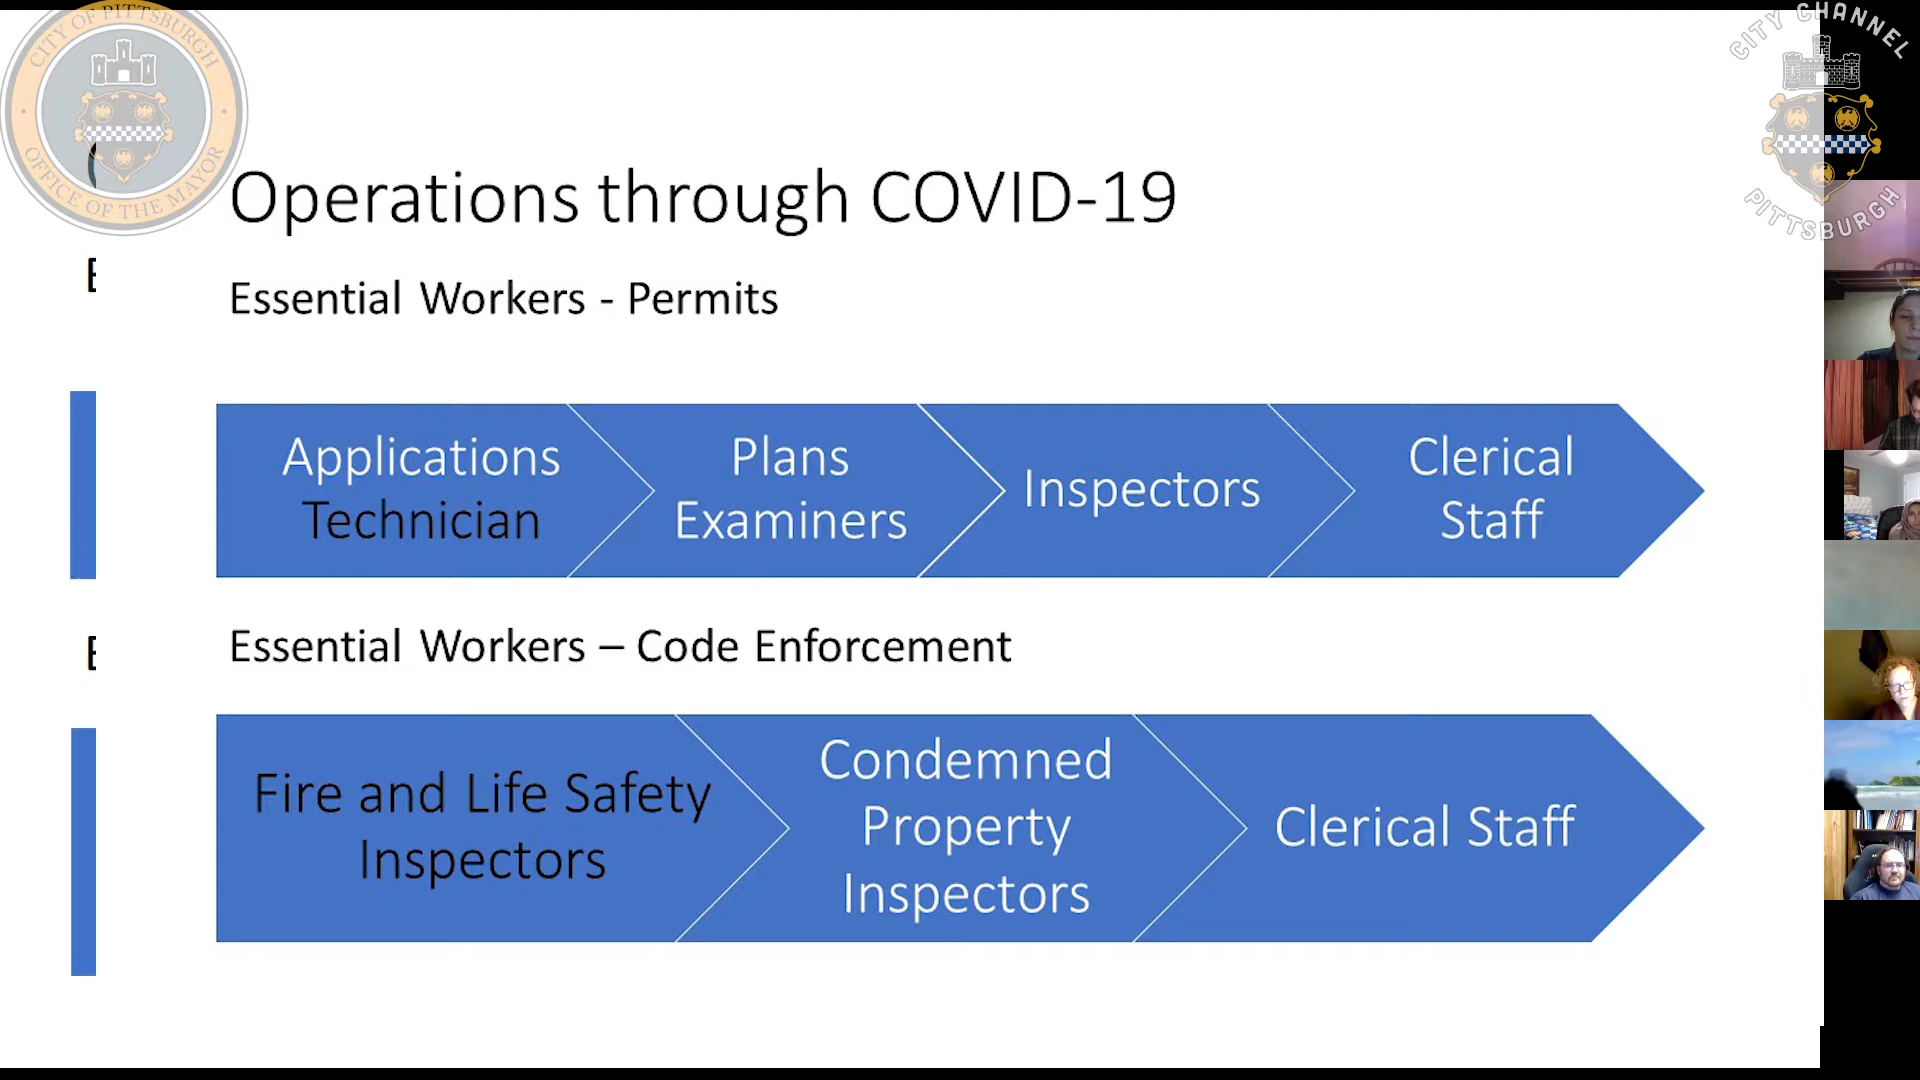 CITY OF PITTSBURGH
OFFICE OF THE MAYOR
CITY CHANNEL
PITTSBURGH
Operations through COVID-19
Essential Workers - Permits
Applications
Technician
Plans
Examiners
Inspectors
Clerical
Staff
Essential Workers – Code Enforcement
Fire and Life Safety
Inspectors
Condemned
Property
Inspectors
Clerical Staff